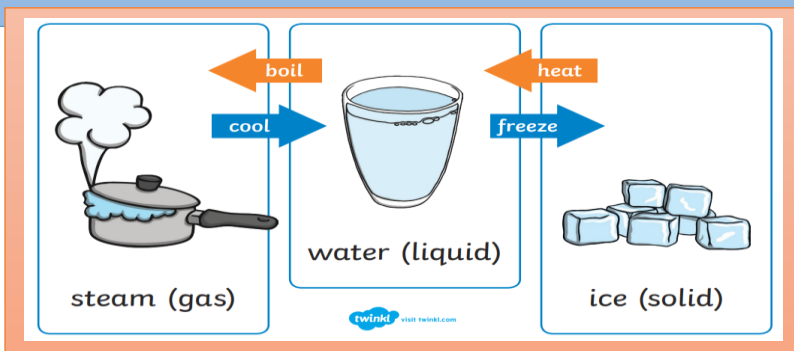 boil
heat
cool
freeze
water (liquid)
steam (gas)
ice (solid)
twinkl visit twinkl.com